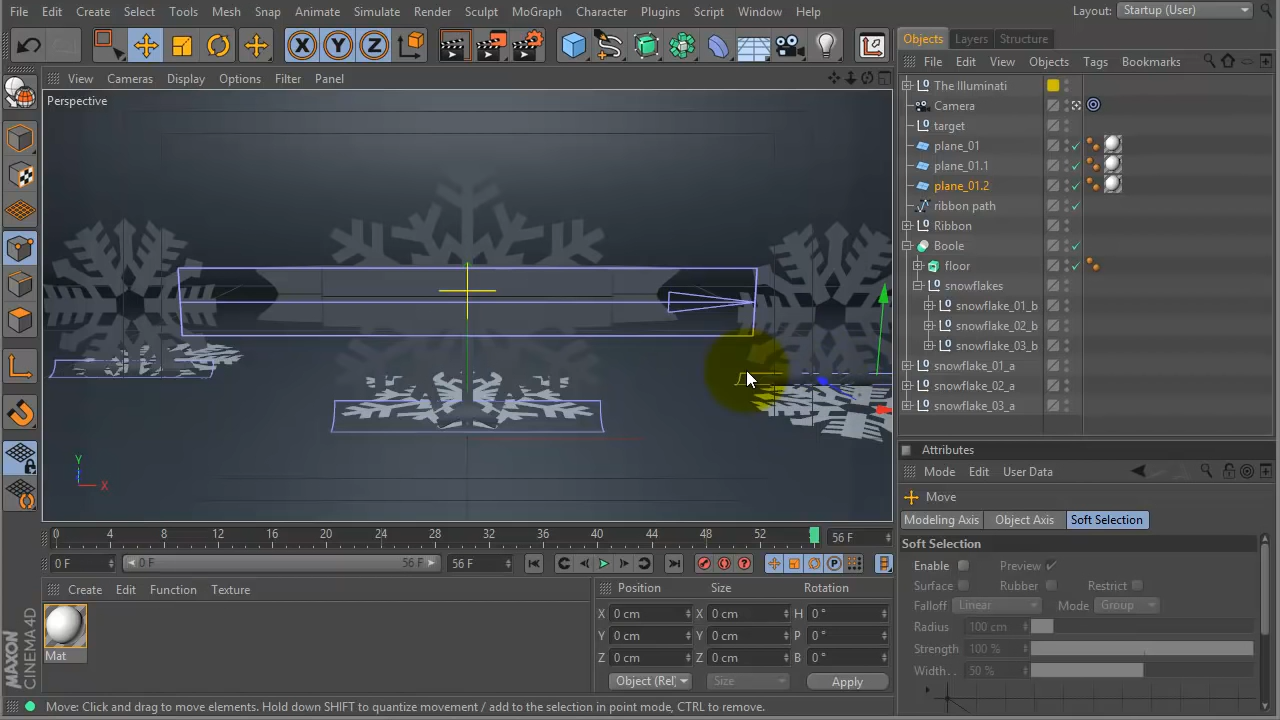 File Edit Create Select Tools Mesh Snap Animate Simulate Render Sculpt MoGraph Character Plugins Script Window Help Layout: Startup (User)
Objects Layers Structure
File Edit View Objects Tags Bookmarks
View Cameras Display Options Filter Panel
Perspective
The Illuminati
Camera
target
plane_01
plane_01.1
plane_01.2
ribbon path
Ribbon
Boole
floor
snowflakes
snowflake_01_b
snowflake_02_b
snowflake_03_b
snowflake_01_a
snowflake_02_a
snowflake_03_a
Y
X
Attributes
Mode Edit User Data
Move
Modeling Axis Object Axis Soft Selection
Soft Selection
Enable Preview
Surface Rubber Restrict
Falloff Linear Mode Group
Radius 100 cm
Strength 100 %
Width.. 50 %
0 4 8 12 16 20 24 28 32 36 40 44 48 52 56 F
0 F 0 F 56 F 56 F
Create Edit Function Texture
Mat
Position Size Rotation
X 0 cm X 0 cm H 0 °
Y 0 cm Y 0 cm P 0 °
Z 0 cm Z 0 cm B 0 °
Object (Rel) Size Apply
MAXON
CINEMA 4D
Move: Click and drag to move elements. Hold down SHIFT to quantize movement / add to the selection in point mode, CTRL to remove.